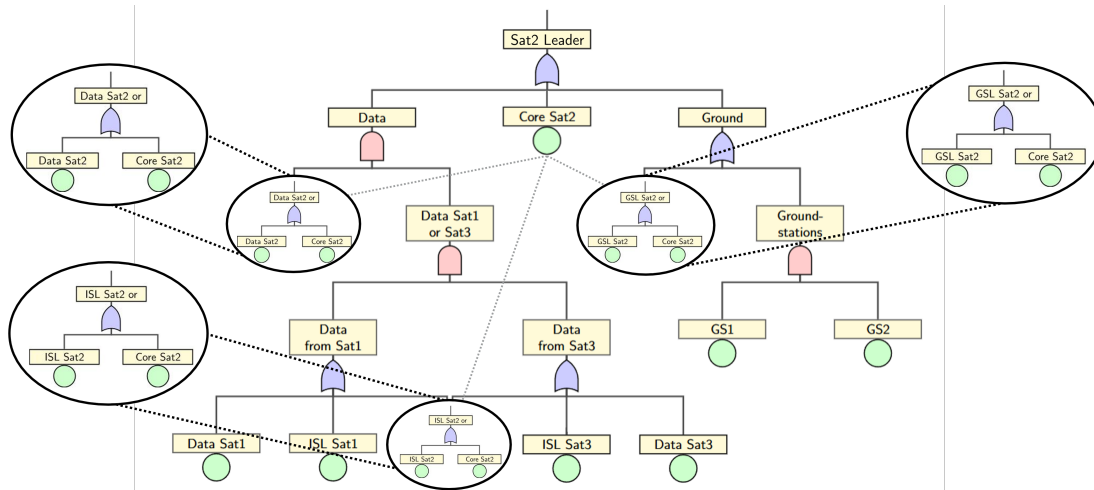 Sat2 Leader
Data
Core Sat2
Ground
Data Sat2 or
Data Sat2
Core Sat2
GSL Sat2 or
GSL Sat2
Core Sat2
Data Sat2 or
Data Sat2
Core Sat2
Data Sat1
or Sat3
GSL Sat2 or
GSL Sat2
Core Sat2
Ground-
stations
ISL Sat2 or
ISL Sat2
Core Sat2
Data
from Sat1
Data
from Sat3
GS1
GS2
Data Sat1
ISL Sat1
ISL Sat2 or
ISL Sat2
Core Sat2
ISL Sat3
Data Sat3